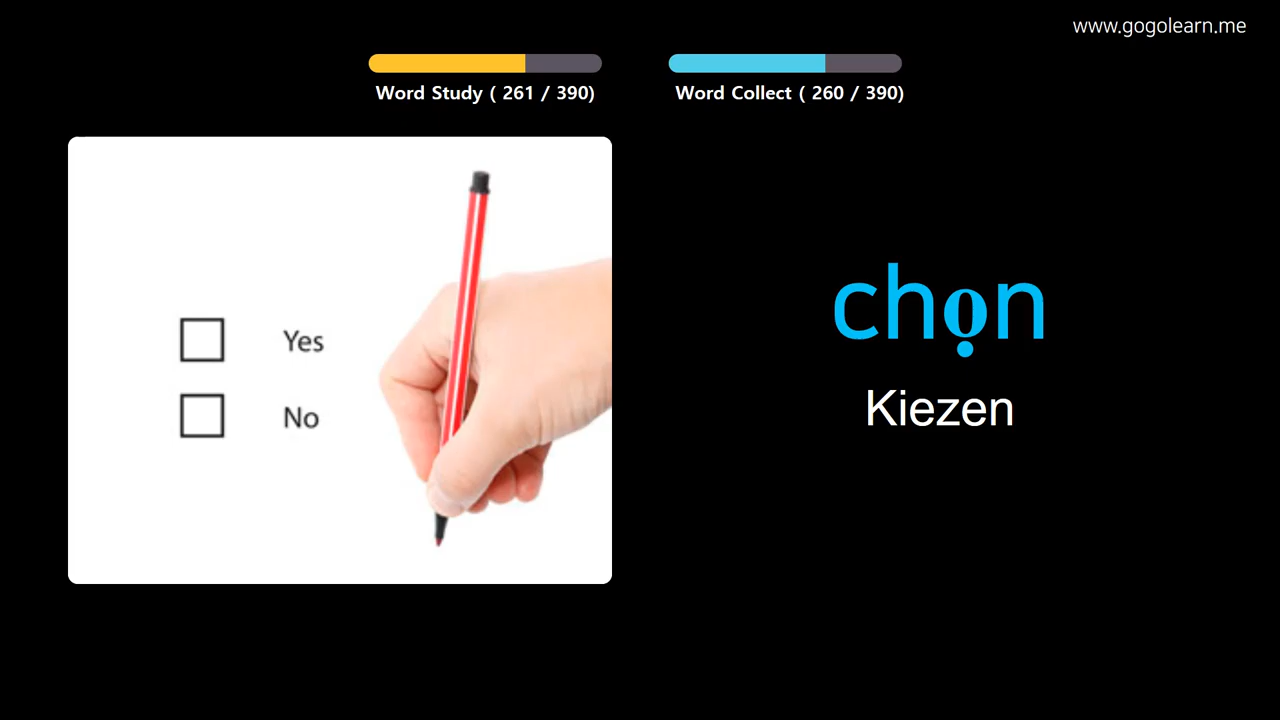 www.gogolearn.me
Word Study ( 261 / 390)
Word Collect ( 260 / 390)
Yes
No
chọn
Kiezen